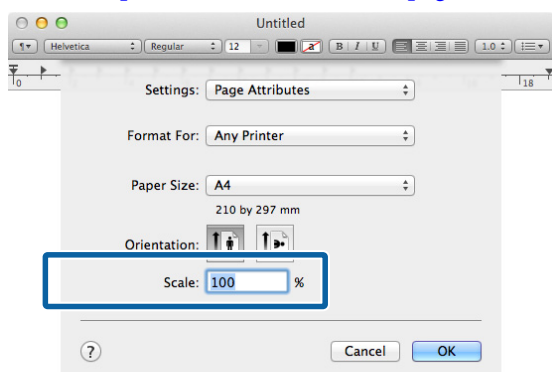 Untitled
¶ Helvetica Regular 12 a B I U 1.0
0 18
Settings: Page Attributes
Format For: Any Printer
Paper Size: A4
210 by 297 mm
Orientation:
Scale: 100 %
? Cancel OK